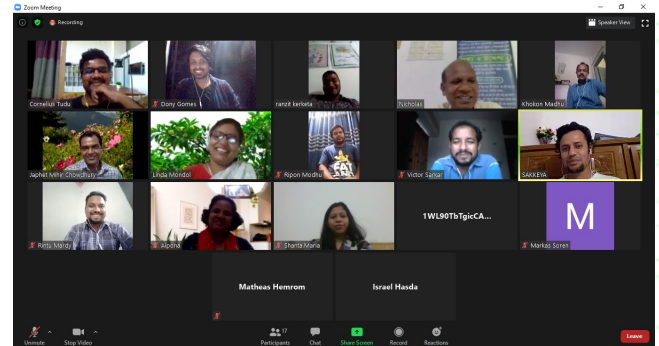 Zoom Meeting
Recording
Speaker View
Cornelius Tudu
Dony Gomes
ranzit kerketa
Nicholas
Khokon Madhu
Japhet Mihir Chowdhury
Linda Mondol
Ripon Modhu
Victor Sarkar
SAKKEYA
Rintu Mardy
Alpona
Shanta Maria
1WL90TbTgicCA...
M
Markas Soren
Matheas Hemrom
Israel Hasda
17
Unmute
Stop Video
Participants
Chat
Share Screen
Record
Reactions
Leave